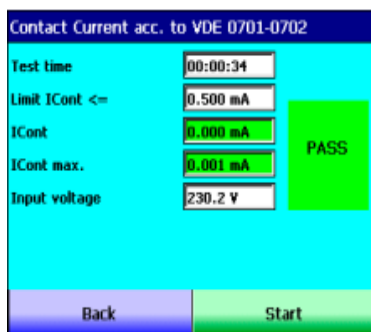 Contact Current acc. to VDE 0701-0702
Test time 00:00:34
Limit ICont <= 0.500 mA
ICont 0.000 mA
PASS
ICont max. 0.001 mA
Input voltage 230.2 V
Back Start